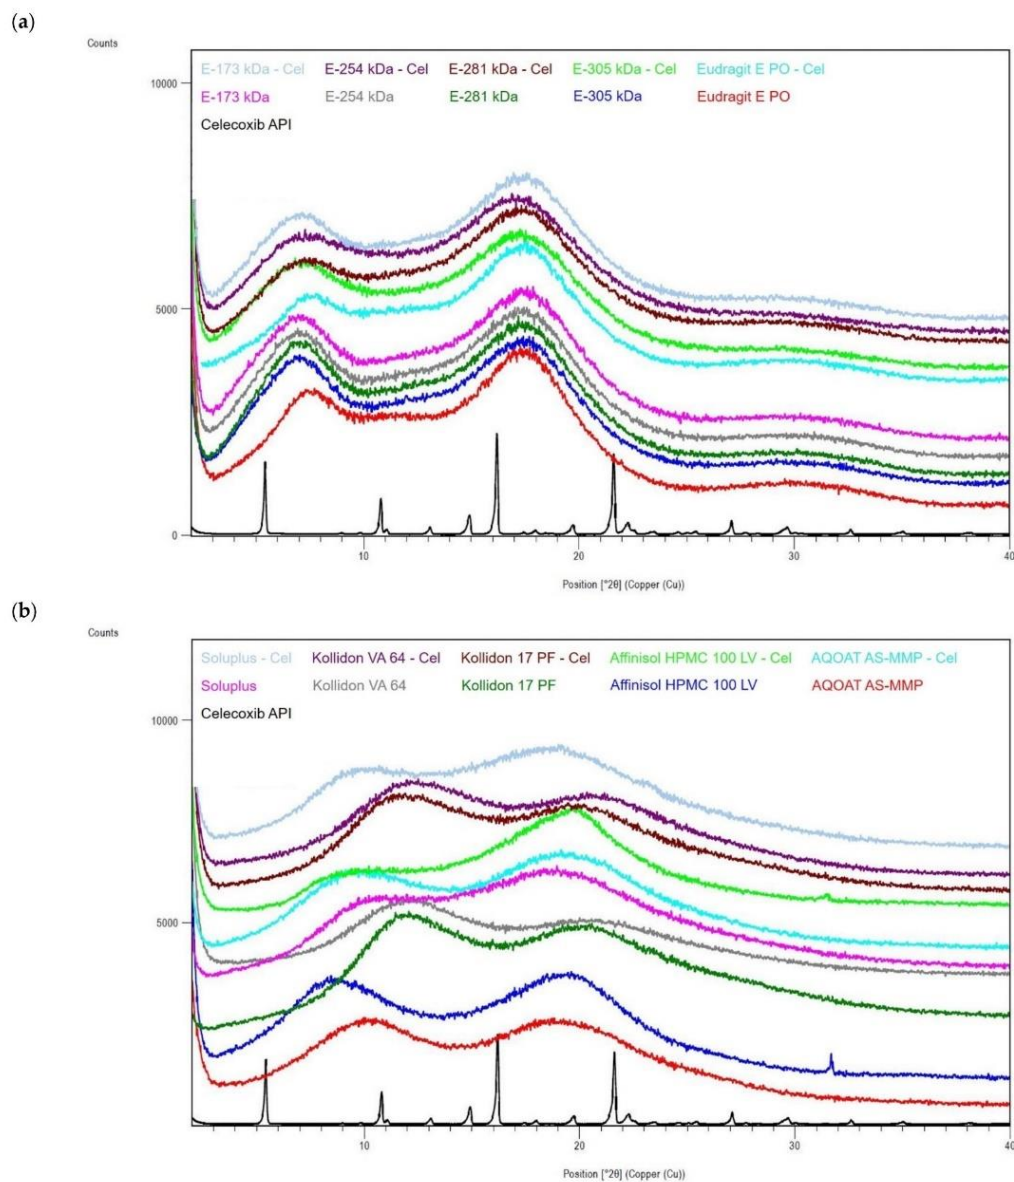 (a)
Counts
E-173 kDa - Cel E-254 kDa - Cel E-281 kDa - Cel E-305 kDa - Cel Eudragit E PO - Cel
E-173 kDa E-254 kDa E-281 kDa E-305 kDa Eudragit E PO
Celecoxib API
10000
5000
0
10 20 30 40
Position [°2θ] (Copper (Cu))
(b)
Counts
Soluplus - Cel Kollidon VA 64 - Cel Kollidon 17 PF - Cel Affinisol HPMC 100 LV - Cel AQOAT AS-MMP - Cel
Soluplus Kollidon VA 64 Kollidon 17 PF Affinisol HPMC 100 LV AQOAT AS-MMP
Celecoxib API
10000
5000
10 20 30 40
Position [°2θ] (Copper (Cu))